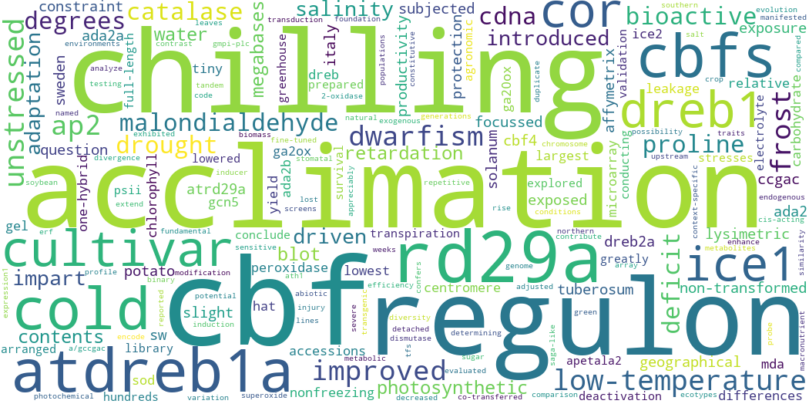 chilling
acclimation
cbf
regulon
cor
cbfs
rd29a
cold
atdreb1a
ice1
dreb1
cultivar
low-temperature
improved
frost
unstressed
ap2
drought
malondialdehyde
dwarfism
retardation
proline
bioactive
introduced
catalase
degrees
salinity
cdna
adaptation
megabases
deficit
driven
impart
contents
photosynthetic
constraint
water
ada2a
tiny
full-length
sweden
question
one-hybrid
chlorophyll
atrd29a
gcn5
lowered
ga2ox
ada2b
survival
yield
greenhouse
italy
dreb
prepared
testing
tandem
code
transduction
foundation
gmpi-plc
leaves
subjected
populations
constitutive
2-oxidase
natural
exogenous
duplicate
productivity
protection
agronomic
environments
contrast
analyze
named
exhibited
biomass
generations
chromosome
fine-tuned
stomatal
inducer
lost
appreciably
repetitive
screens
rise
conditions
upstream
possibility
traits
crop
salt
compared
southern
evolution
manifested
ice2
exposure
validation
relative
leakage
affymetrix
ga20ox
focussed
cbf4
largest
solanum
microarray
explored
exposed
conducting
stresses
electrolyte
carbohydrate
ccgac
ada2
context-specific
endogenous
cis-acting
similarity
lysimetric
dreb2a
greatly
non-transformed
tuberosum
potato
peroxidase
blot
gel
erf
conclude
fundamental
sensitive
transpiration
weeks
northern
contribute
enhance
metabolites
genome
array
profile
confers
ath1
efficiency
adjusted
induction
potential
binary
modification
expression1
soybean
extend
psii
divergence
slight
centromere
lowest
hat
abiotic
injury
lines
severe
transgenic
diversity
detached
dismutase
determining
green
saga-like
tfs
metabolic
sugar
evaluated
decreased
co-transferred
comparison
ecotypes
encode
apetala2
mda
geographical
deactivation
differences
probe
macronutrient
arranged
a/gccgac
library
sw
reported
accessions
nonfreezing
sod
hundreds
photochemical
variation
superoxide